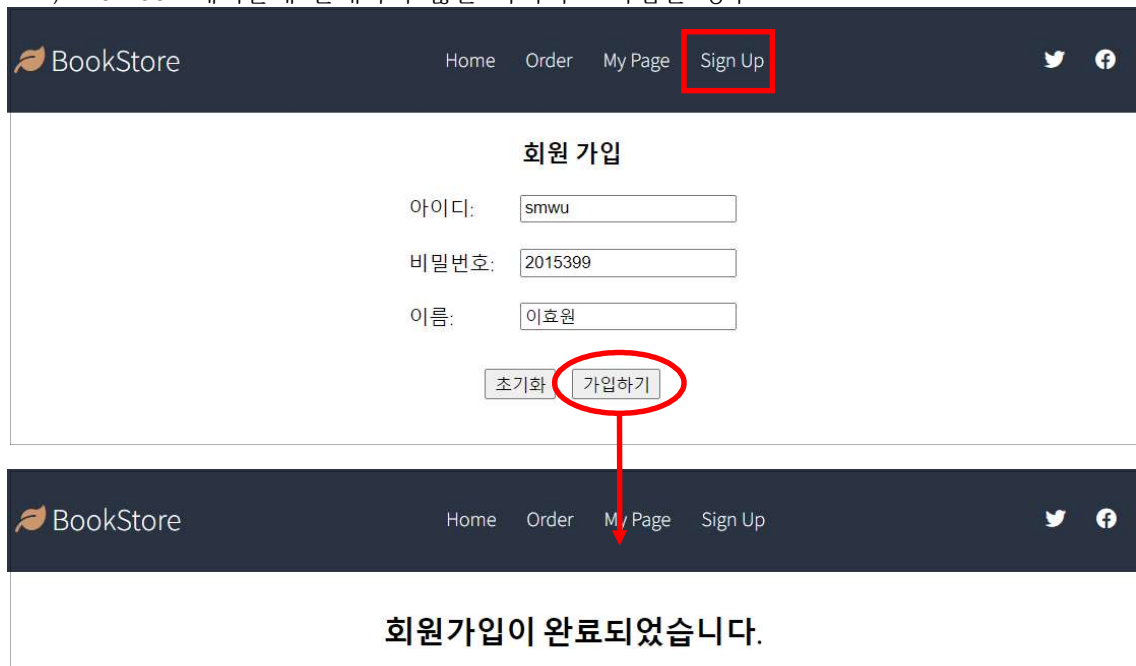 BookStore Home Order My Page Sign Up
회원 가입
아이디: smwu
비밀번호: 2015399
이름: 이효원
초기화 가입하기
BookStore Home Order My Page Sign Up
회원가입이 완료되었습니다.